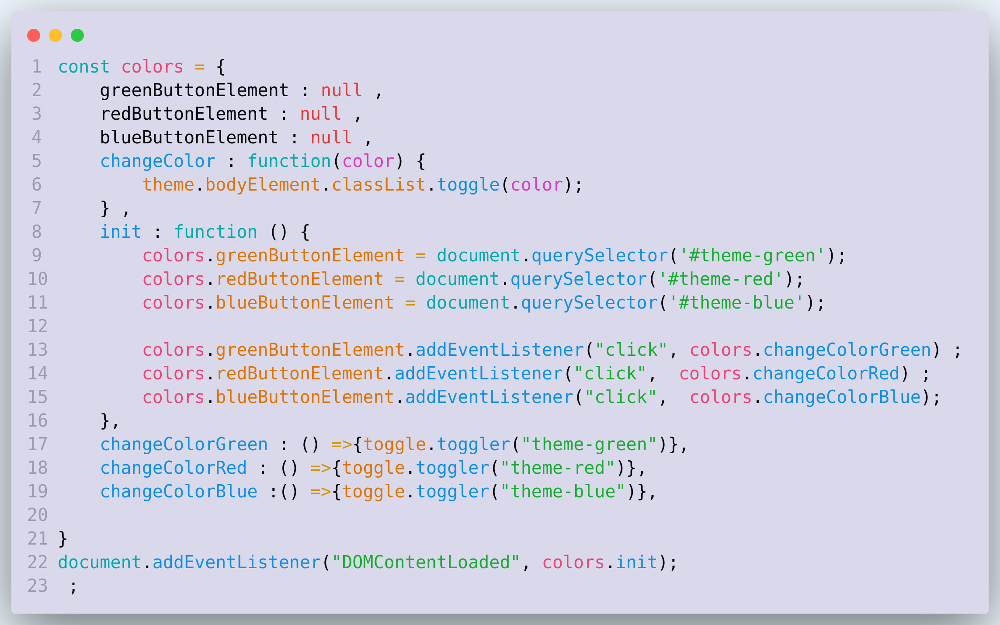 1 const colors = {
2     greenButtonElement : null ,
3     redButtonElement : null ,
4     blueButtonElement : null ,
5     changeColor : function(color) {
6         theme.bodyElement.classList.toggle(color);
7     } ,
8     init : function () {
9         colors.greenButtonElement = document.querySelector('#theme-green');
10         colors.redButtonElement = document.querySelector('#theme-red');
11         colors.blueButtonElement = document.querySelector('#theme-blue');
12
13         colors.greenButtonElement.addEventListener("click", colors.changeColorGreen) ;
14         colors.redButtonElement.addEventListener("click",  colors.changeColorRed) ;
15         colors.blueButtonElement.addEventListener("click",  colors.changeColorBlue);
16     },
17     changeColorGreen : () =>{toggle.toggler("theme-green")},
18     changeColorRed : () =>{toggle.toggler("theme-red")},
19     changeColorBlue :() =>{toggle.toggler("theme-blue")},
20
21 }
22 document.addEventListener("DOMContentLoaded", colors.init);
23  ;